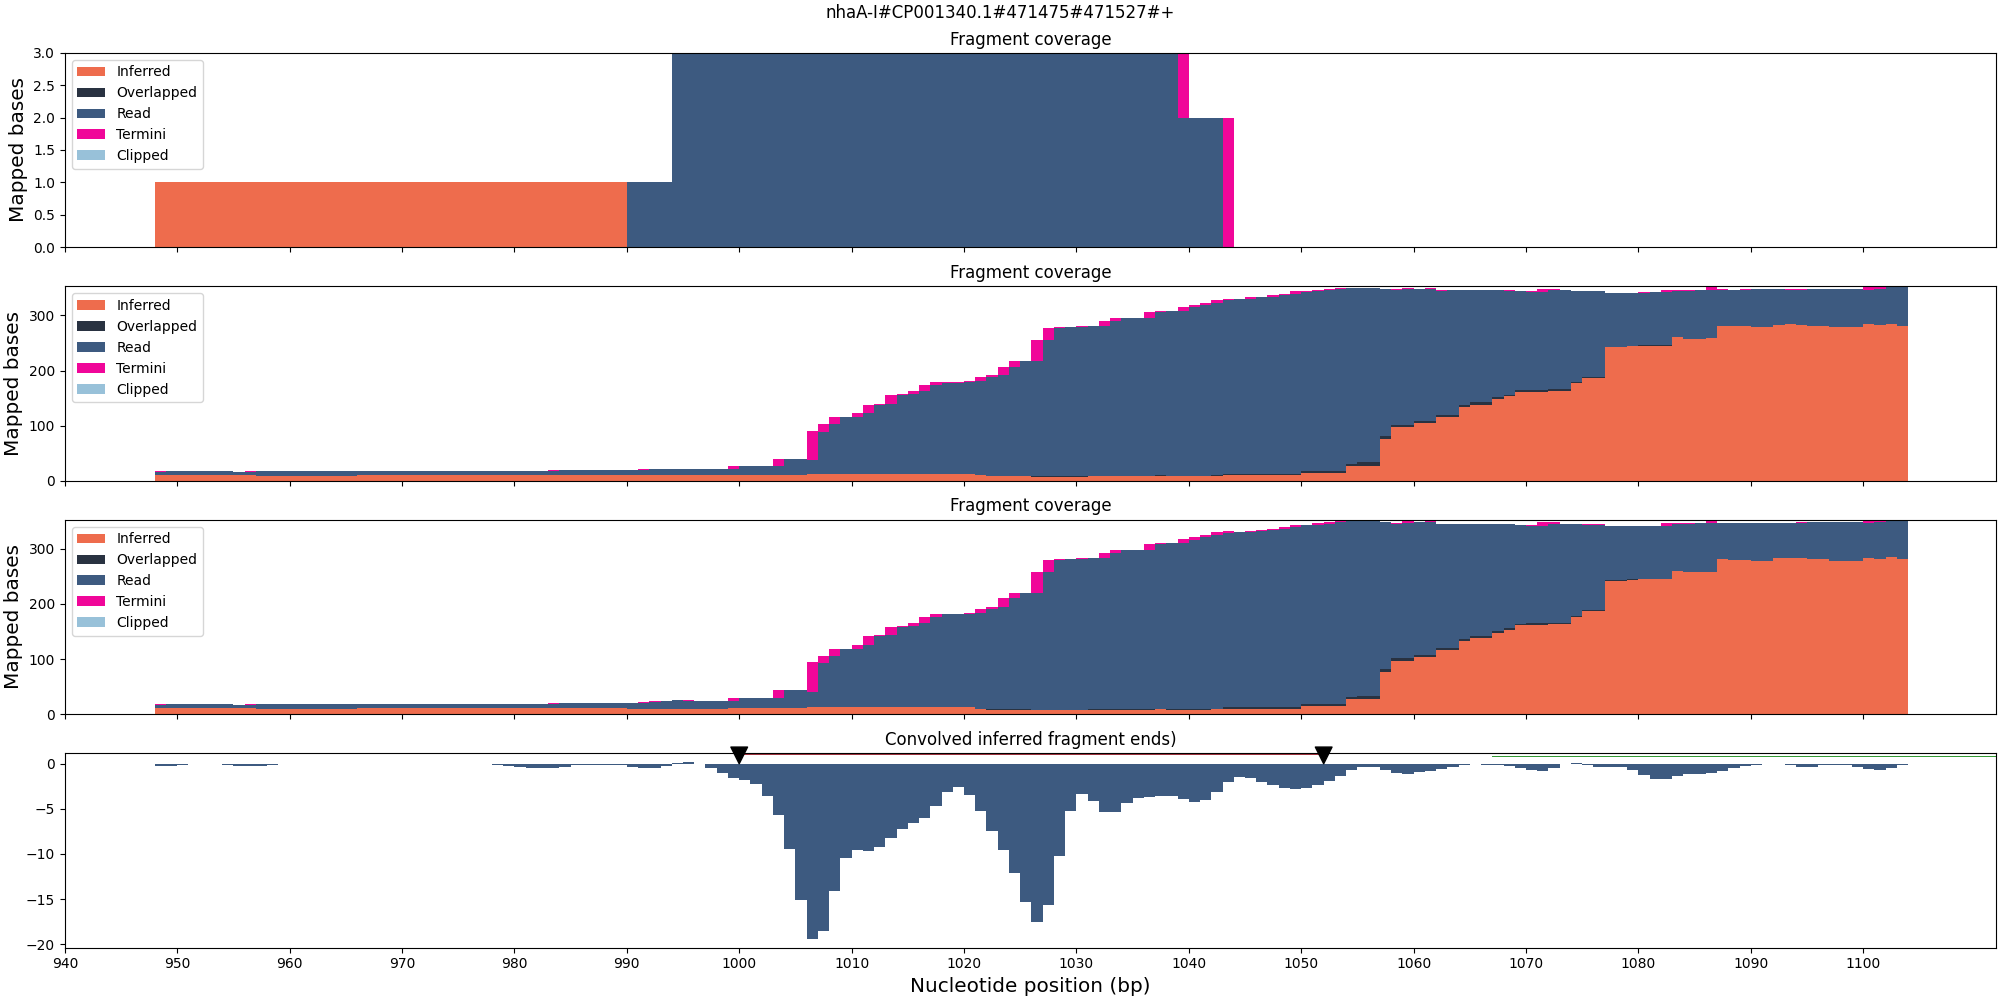 nhaA-I#CP001340.1#471475#471527#+
Fragment coverage
Mapped bases
3.0
2.5
2.0
1.5
1.0
0.5
0.0
Inferred
Overlapped
Read
Termini
Clipped
Fragment coverage
Mapped bases
300
200
100
0
Inferred
Overlapped
Read
Termini
Clipped
Fragment coverage
Mapped bases
300
200
100
0
Inferred
Overlapped
Read
Termini
Clipped
Convolved inferred fragment ends)
0
−5
−10
−15
−20
940 950 960 970 980 990 1000 1010 1020 1030 1040 1050 1060 1070 1080 1090 1100
Nucleotide position (bp)